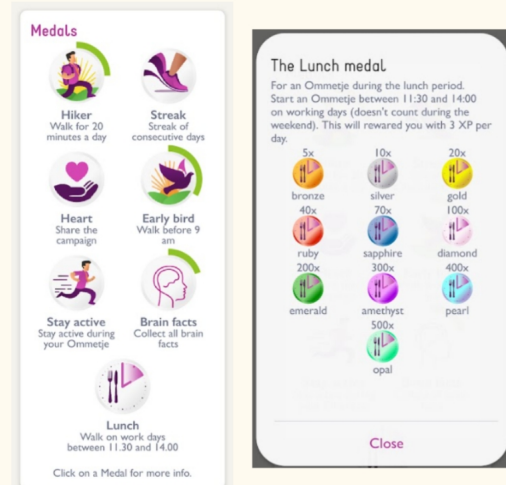 Medals
Hiker
Walk for 20
minutes a day
Streak
Streak of
consecutive days
Heart
Share the
campaign
Early bird
Walk before 9
am
Stay active
Stay active during
your Ommetje
Brain facts
Collect all brain
facts
Lunch
Walk on work days
between 11.30 and 14.00
Click on a Medal for more info.
The Lunch medal
For an Ommetje during the lunch period.
Start an Ommetje between 11:30 and 14:00
on working days (doesn't count during the
weekend). This will rewared you with 3 XP per
day.
5x
bronze
10x
silver
20x
gold
40x
ruby
70x
sapphire
100x
diamond
200x
emerald
300x
amethyst
400x
pearl
500x
opal
Close